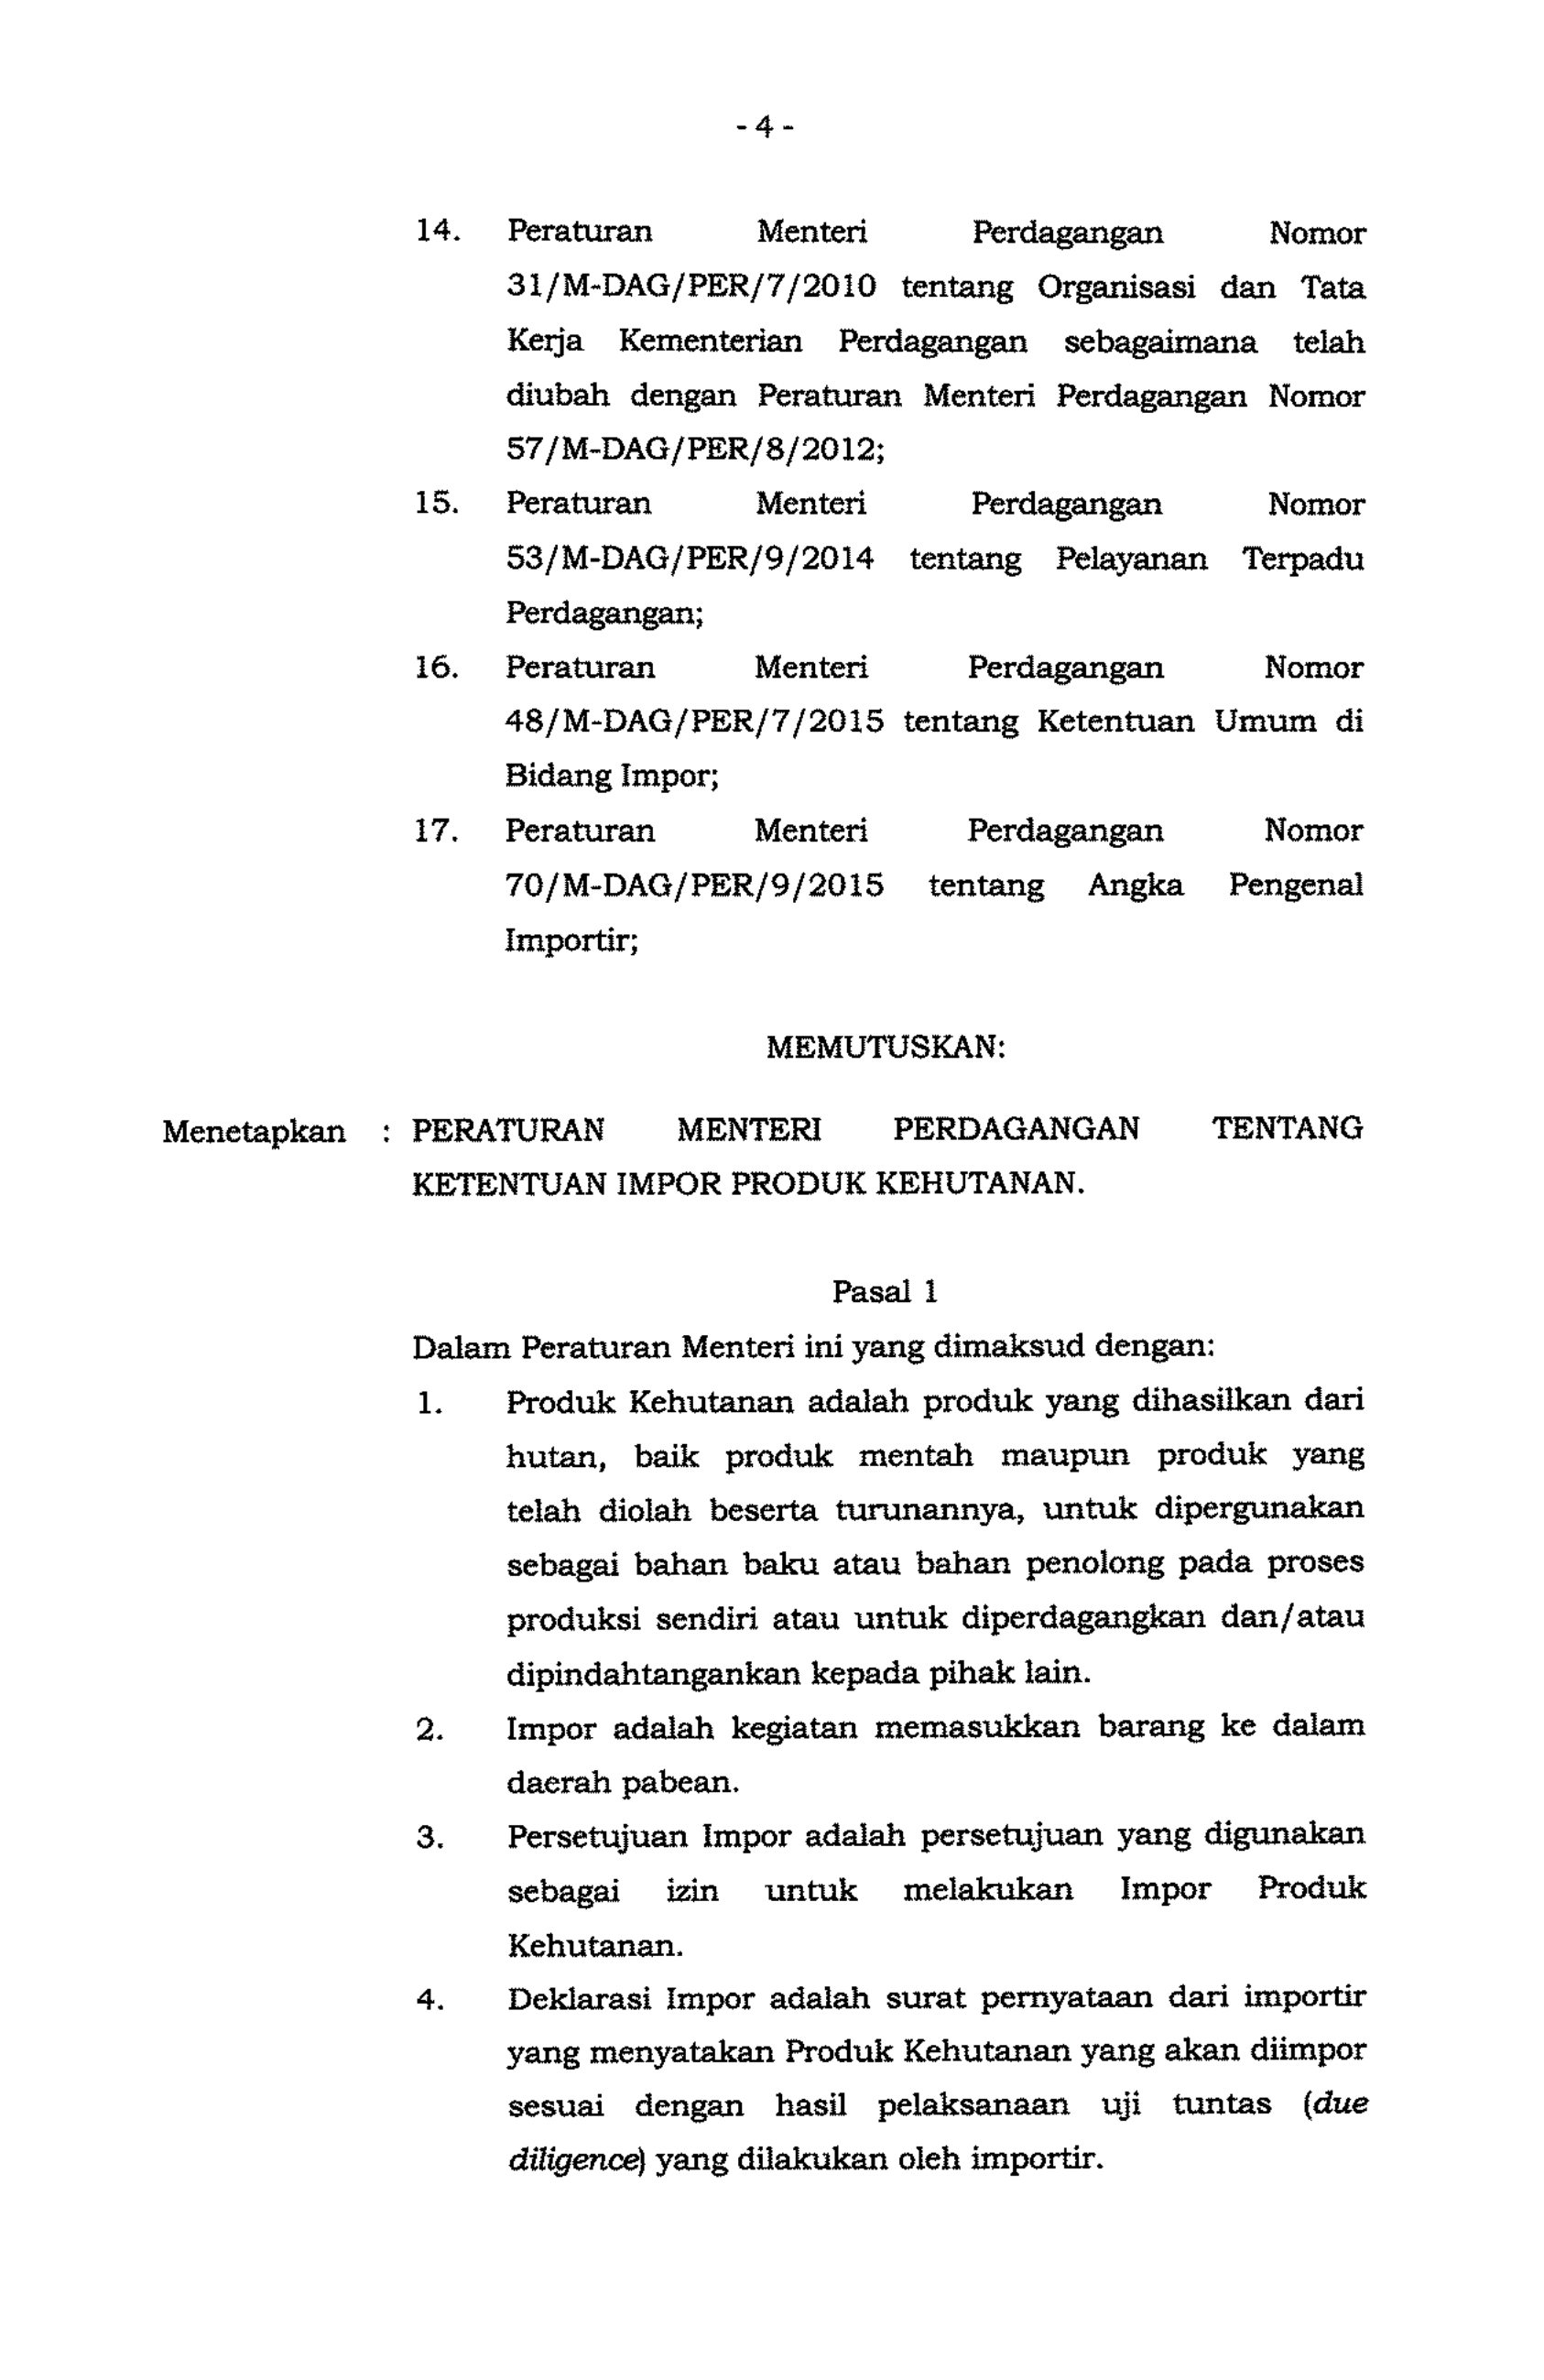 - 4 -
14. Peraturan Menteri Perdagangan Nomor
31/M-DAG/PER/7/2010 tentang Organisasi dan Tata
Kerja Kementerian Perdagangan sebagaimana telah
diubah dengan Peraturan Menteri Perdagangan Nomor
57/M-DAG/PER/8/2012;
15. Peraturan Menteri Perdagangan Nomor
53/M-DAG/PER/9/2014 tentang Pelayanan Terpadu
Perdagangan;
16. Peraturan Menteri Perdagangan Nomor
48/M-DAG/PER/7/2015 tentang Ketentuan Umum di
Bidang Impor;
17. Peraturan Menteri Perdagangan Nomor
70/M-DAG/PER/9/2015 tentang Angka Pengenal
Importir;
MEMUTUSKAN:
Menetapkan : PERATURAN MENTERI PERDAGANGAN TENTANG
KETENTUAN IMPOR PRODUK KEHUTANAN.
Pasal 1
Dalam Peraturan Menteri ini yang dimaksud dengan:
1. Produk Kehutanan adalah produk yang dihasilkan dari
hutan, baik produk mentah maupun produk yang
telah diolah beserta turunannya, untuk dipergunakan
sebagai bahan baku atau bahan penolong pada proses
produksi sendiri atau untuk diperdagangkan dan/atau
dipindahtangankan kepada pihak lain.
2. Impor adalah kegiatan memasukkan barang ke dalam
daerah pabean.
3. Persetujuan Impor adalah persetujuan yang digunakan
sebagai izin untuk melakukan Impor Produk
Kehutanan.
4. Deklarasi Impor adalah surat pernyataan dari importir
yang menyatakan Produk Kehutanan yang akan diimpor
sesuai dengan hasil pelaksanaan uji tuntas (due
diligence) yang dilakukan oleh importir.